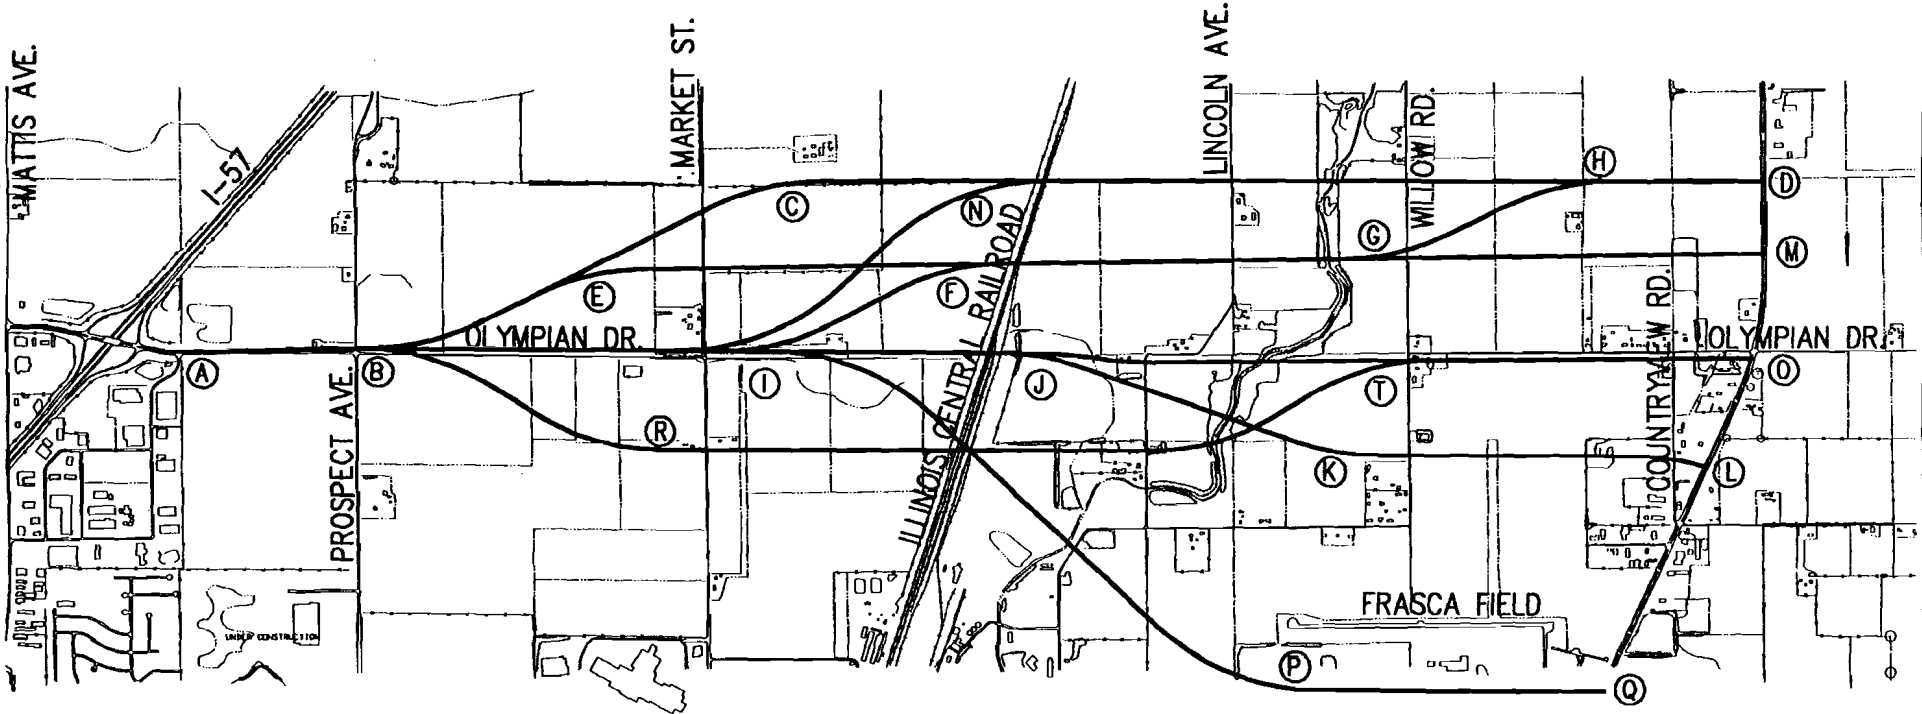 MATTIS AVE.
I-57
MARKET ST.
LINCOLN AVE.
WILLOW RD.
H
C
N
D
G
M
E
F
ILLINOIS CENTRAL RAILROAD
OLYMPIAN DR.
COUNTRYVIEW RD.
OLYMPIAN DR.
A
PROSPECT AVE.
B
I
J
T
O
R
K
L
FRASCA FIELD
UNDER CONSTRUCTION
P
Q